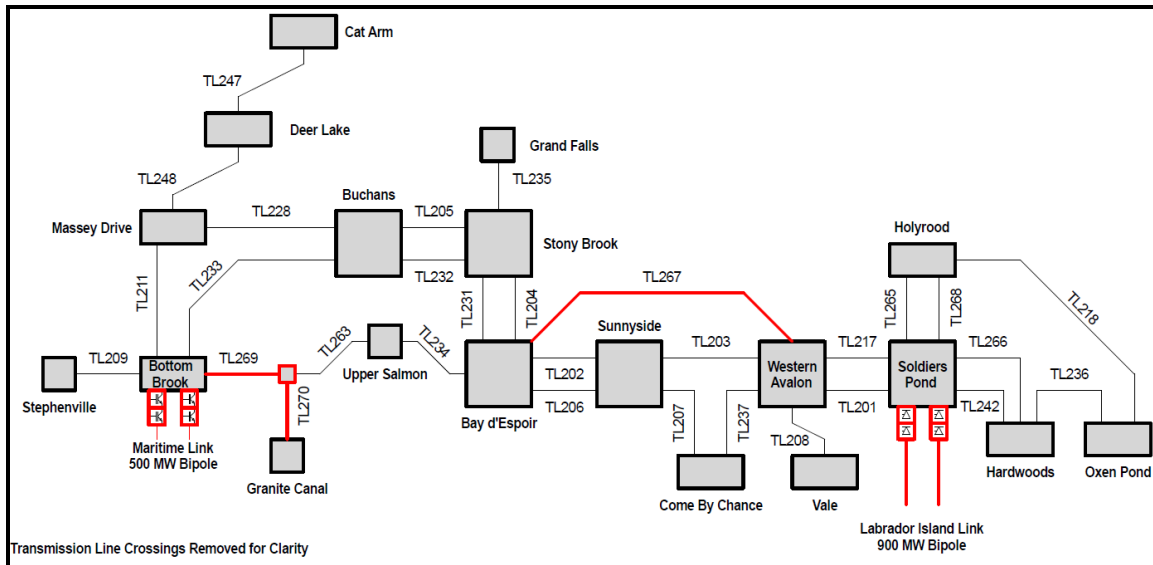 Cat Arm
TL247
Deer Lake
Grand Falls
TL248
TL235
Buchans
Massey Drive
TL228
TL205
Stony Brook
Holyrood
TL211
TL233
TL232
TL267
TL231
TL204
TL265
TL268
TL218
TL263
TL234
Sunnyside
TL209
Bottom
Brook
TL269
Upper Salmon
TL203
TL217
TL266
Stephenville
TL270
TL202
TL206
Western
Avalon
TL201
Soldiers
Pond
TL242
TL236
Bay d'Espoir
TL207
TL237
TL208
Maritime Link
500 MW Bipole
Granite Canal
Come By Chance
Vale
Hardwoods
Oxen Pond
Labrador Island Link
900 MW Bipole
Transmission Line Crossings Removed for Clarity